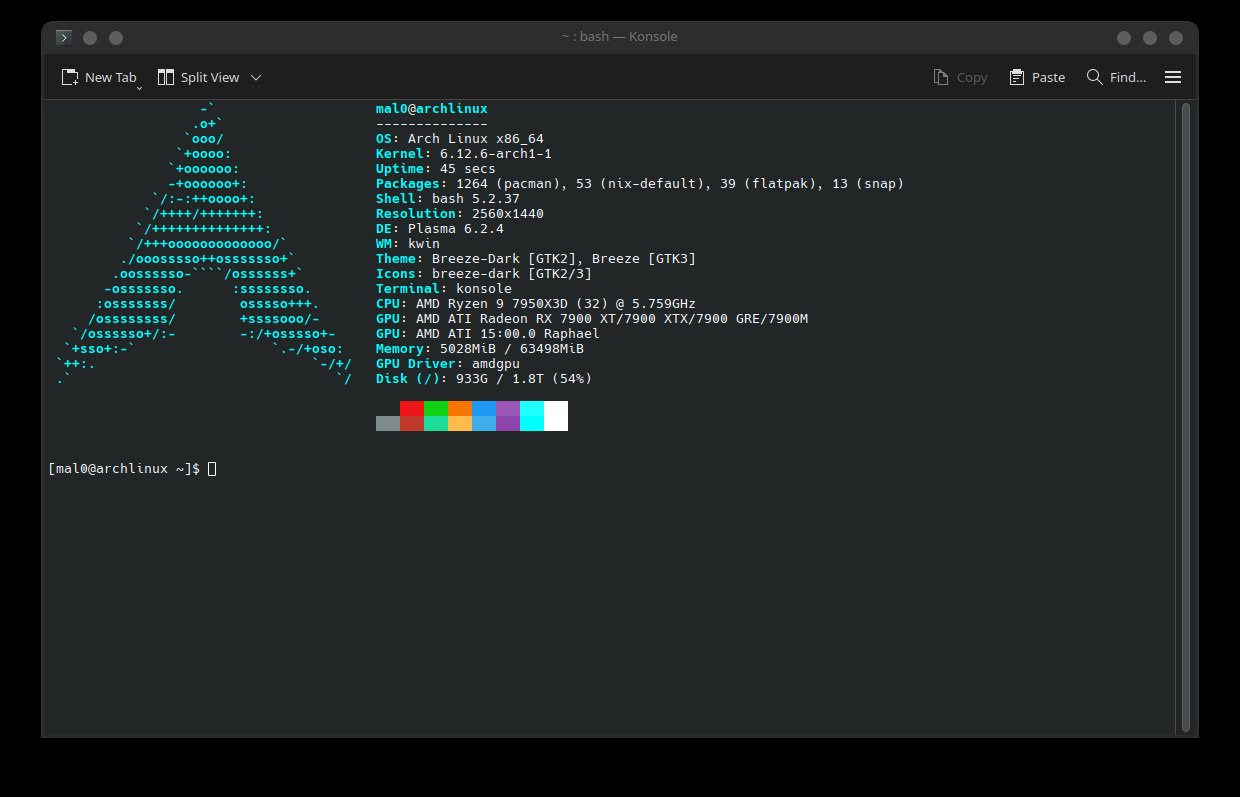 ~ : bash — Konsole
New Tab
Split View
Copy
Paste
Find...
                   -`
                  .o+`
                 `ooo/
                `+oooo:
               `+oooooo:
               -+oooooo+:
             `/:-:++oooo+:
            `/++++/+++++++:
           `/++++++++++++++:
          `/+++ooooooooooooo/`
         ./ooosssso++osssssso+`
        .oossssso-````/ossssss+`
       -osssssso.      :ssssssso.
      :osssssss/        osssso+++.
     /ossssssss/        +ssssooo/-
   `/ossssso+/:-        -:/+osssso+-
  `+sso+:-`                 `.-/+oso:
 `++:.                           `-/+/
 .`                                 `/
mal0@archlinux
--------------
OS: Arch Linux x86_64
Kernel: 6.12.6-arch1-1
Uptime: 45 secs
Packages: 1264 (pacman), 53 (nix-default), 39 (flatpak), 13 (snap)
Shell: bash 5.2.37
Resolution: 2560x1440
DE: Plasma 6.2.4
WM: kwin
Theme: Breeze-Dark [GTK2], Breeze [GTK3]
Icons: breeze-dark [GTK2/3]
Terminal: konsole
CPU: AMD Ryzen 9 7950X3D (32) @ 5.759GHz
GPU: AMD ATI Radeon RX 7900 XT/7900 XTX/7900 GRE/7900M
GPU: AMD ATI 15:00.0 Raphael
Memory: 5028MiB / 63498MiB
GPU Driver: amdgpu
Disk (/): 933G / 1.8T (54%)
[mal0@archlinux ~]$